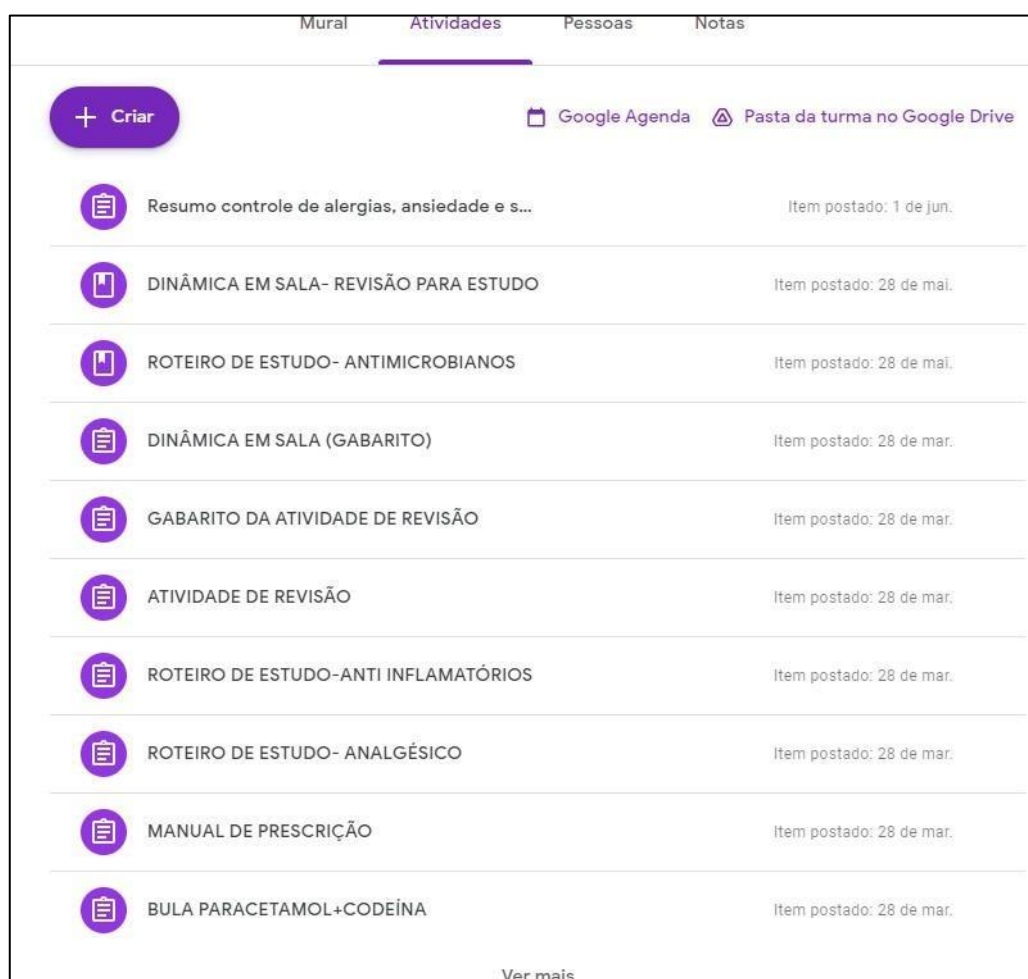 Mural Atividades Pessoas Notas
Criar Google Agenda Pasta da turma no Google Drive
Resumo controle de alergias, ansiedade e s... Item postado: 1 de jun.
DINÂMICA EM SALA- REVISÃO PARA ESTUDO Item postado: 28 de mai.
ROTEIRO DE ESTUDO- ANTIMICROBIANOS Item postado: 28 de mai.
DINÂMICA EM SALA (GABARITO) Item postado: 28 de mar.
GABARITO DA ATIVIDADE DE REVISÃO Item postado: 28 de mar.
ATIVIDADE DE REVISÃO Item postado: 28 de mar.
ROTEIRO DE ESTUDO-ANTI INFLAMATÓRIOS Item postado: 28 de mar.
ROTEIRO DE ESTUDO- ANALGÉSICO Item postado: 28 de mar.
MANUAL DE PRESCRIÇÃO Item postado: 28 de mar.
BULA PARACETAMOL+CODEÍNA Item postado: 28 de mar.
Ver mais